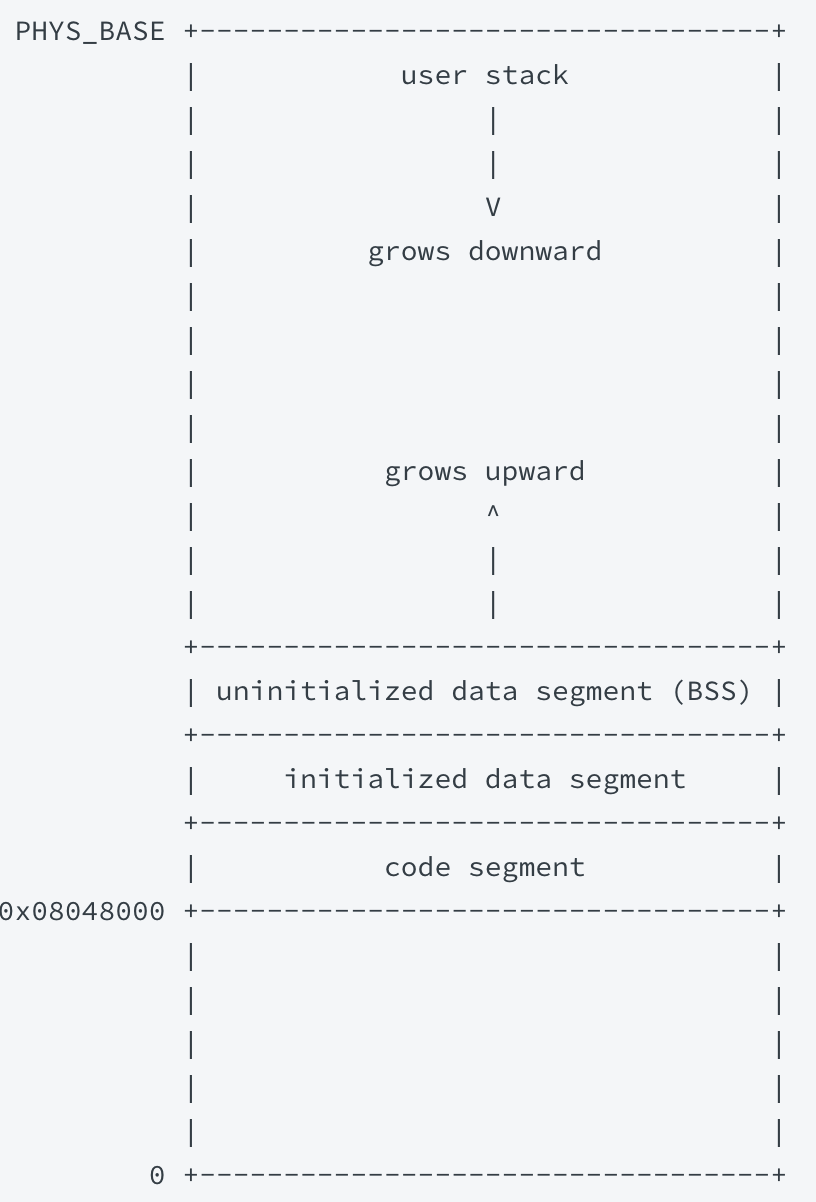 PHYS_BASE +----------------------------------+
|            user stack            |
|                 |                |
|                 |                |
|                 V                |
|          grows downward          |
|                                  |
|                                  |
|                                  |
|                                  |
|           grows upward           |
|                 ^                |
|                 |                |
|                 |                |
+----------------------------------+
| uninitialized data segment (BSS) |
+----------------------------------+
|     initialized data segment     |
+----------------------------------+
|           code segment           |
0x08048000 +----------------------------------+
|                                  |
|                                  |
|                                  |
|                                  |
|                                  |
0 +----------------------------------+